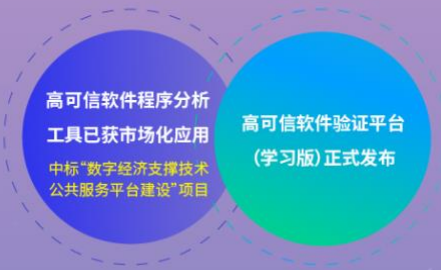 高可信软件程序分析
工具已获市场化应用
中标“数字经济支撑技术
公共服务平台建设”项目
高可信软件验证平台
(学习版)正式发布